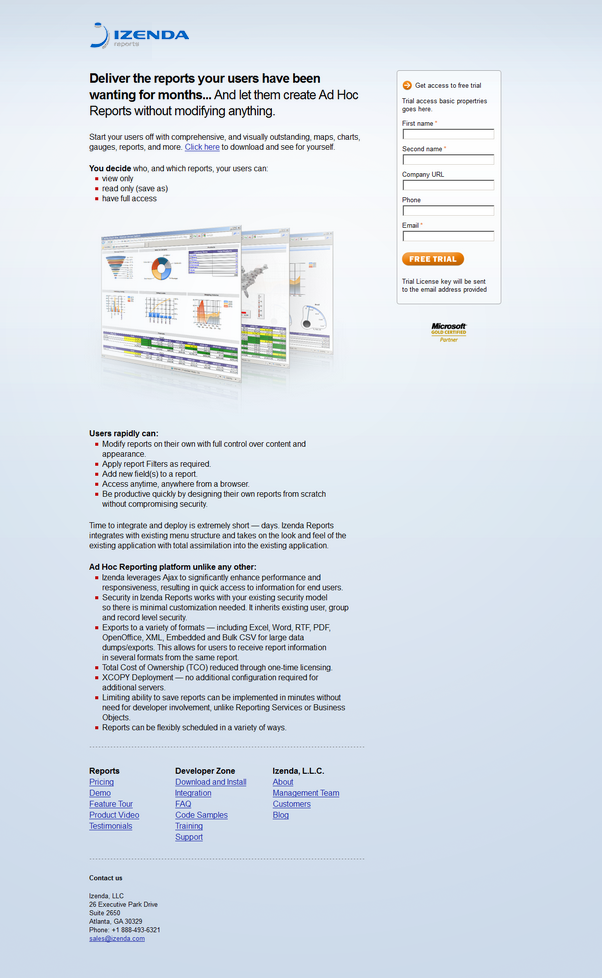 IZENDA
reports
Deliver the reports your users have been
wanting for months... And let them create Ad Hoc
Reports without modifying anything.
Start your users off with comprehensive, and visually outstanding, maps, charts,
gauges, reports, and more. Click here to download and see for yourself.
You decide who, and which reports, your users can:
view only
read only (save as)
have full access
Get access to free trial
Trial access basic propertries
goes here.
First name *
Second name *
Company URL
Phone
Email *
FREE TRIAL
Trial License key will be sent
to the email address provided
Microsoft
GOLD CERTIFIED
Partner
Users rapidly can:
Modify reports on their own with full control over content and
appearance.
Apply report Filters as required.
Add new field(s) to a report.
Access anytime, anywhere from a browser.
Be productive quickly by designing their own reports from scratch
without compromising security.
Time to integrate and deploy is extremely short — days. Izenda Reports
integrates with existing menu structure and takes on the look and feel of the
existing application with total assimilation into the existing application.
Ad Hoc Reporting platform unlike any other:
Izenda leverages Ajax to significantly enhance performance and
responsiveness, resulting in quick access to information for end users.
Security in Izenda Reports works with your existing security model
so there is minimal customization needed. It inherits existing user, group
and record level security.
Exports to a variety of formats — including Excel, Word, RTF, PDF,
OpenOffice, XML, Embedded and Bulk CSV for large data
dumps/exports. This allows for users to receive report information
in several formats from the same report.
Total Cost of Ownership (TCO) reduced through one-time licensing.
XCOPY Deployment — no additional configuration required for
additional servers.
Limiting ability to save reports can be implemented in minutes without
need for developer involvement, unlike Reporting Services or Business
Objects.
Reports can be flexibly scheduled in a variety of ways.
Reports
Pricing
Demo
Feature Tour
Product Video
Testimonials
Developer Zone
Download and Install
Integration
FAQ
Code Samples
Training
Support
Izenda, L.L.C.
About
Management Team
Customers
Blog
Contact us
Izenda, LLC
26 Executive Park Drive
Suite 2650
Atlanta, GA 30329
Phone: +1 888-493-6321
sales@izenda.com